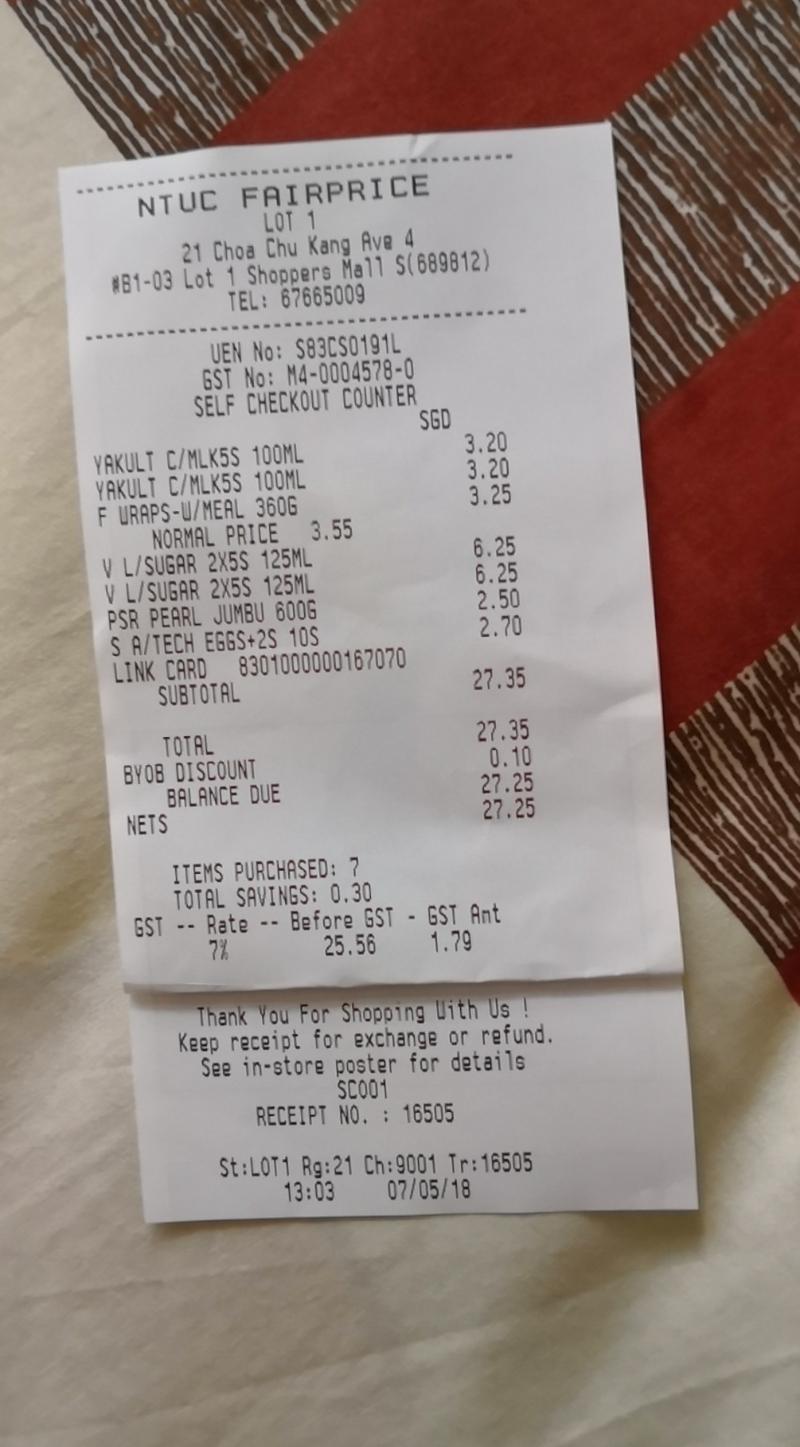 NTUC FAIRPRICE
LOT 1
21 Choa Chu Kang Ave 4
#B1-03 Lot 1 Shoppers Mall S(689812)
TEL: 67665009
UEN No: S83CS0191L
GST No: M4-0004578-0
SELF CHECKOUT COUNTER
SGD
YAKULT C/MLK5S 100ML 3.20
YAKULT C/MLK5S 100ML 3.20
F WRAPS-W/MEAL 360G 3.25
NORMAL PRICE 3.55
V L/SUGAR 2X5S 125ML 6.25
V L/SUGAR 2X5S 125ML 6.25
PSR PEARL JUMBU 600G 2.50
S A/TECH EGGS+2S 10S 2.70
LINK CARD 8301000000167070
SUBTOTAL 27.35
TOTAL 27.35
BYOB DISCOUNT 0.10
BALANCE DUE 27.25
NETS 27.25
ITEMS PURCHASED: 7
TOTAL SAVINGS: 0.30
GST -- Rate -- Before GST - GST Amt
7% 25.56 1.79
Thank You For Shopping With Us !
Keep receipt for exchange or refund.
See in-store poster for details
SC001
RECEIPT NO. : 16505
St:LOT1 Rg:21 Ch:9001 Tr:16505
13:03 07/05/18